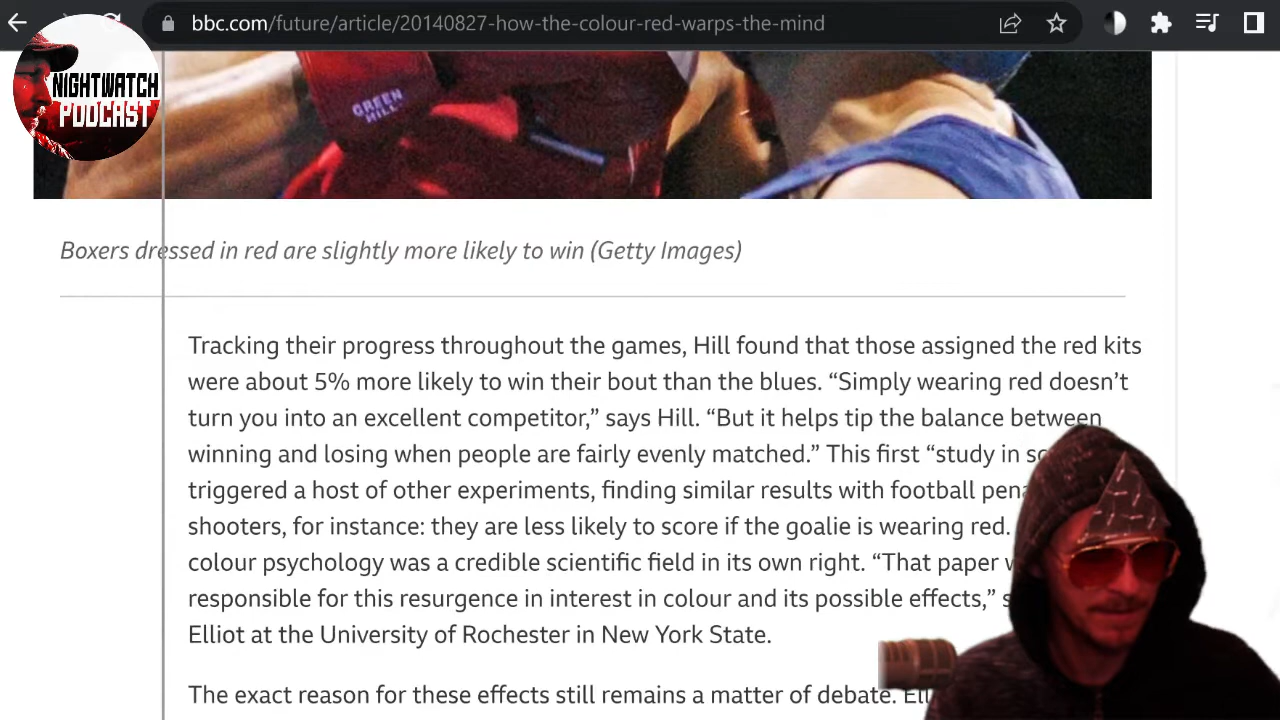 bbc.com/future/article/20140827-how-the-colour-red-warps-the-mind
NIGHTWATCH
PODCAST
GREEN
HILL
Boxers dressed in red are slightly more likely to win (Getty Images)
Tracking their progress throughout the games, Hill found that those assigned the red kits
were about 5% more likely to win their bout than the blues. “Simply wearing red doesn’t
turn you into an excellent competitor,” says Hill. “But it helps tip the balance between
winning and losing when people are fairly evenly matched.” This first “study in
triggered a host of other experiments, finding similar results with football
shooters, for instance: they are less likely to score if the goalie is wearing red.
colour psychology was a credible scientific field in its own right. “That paper
responsible for this resurgence in interest in colour and its possible effects,”
Elliot at the University of Rochester in New York State.
The exact reason for these effects still remains a matter of debate.